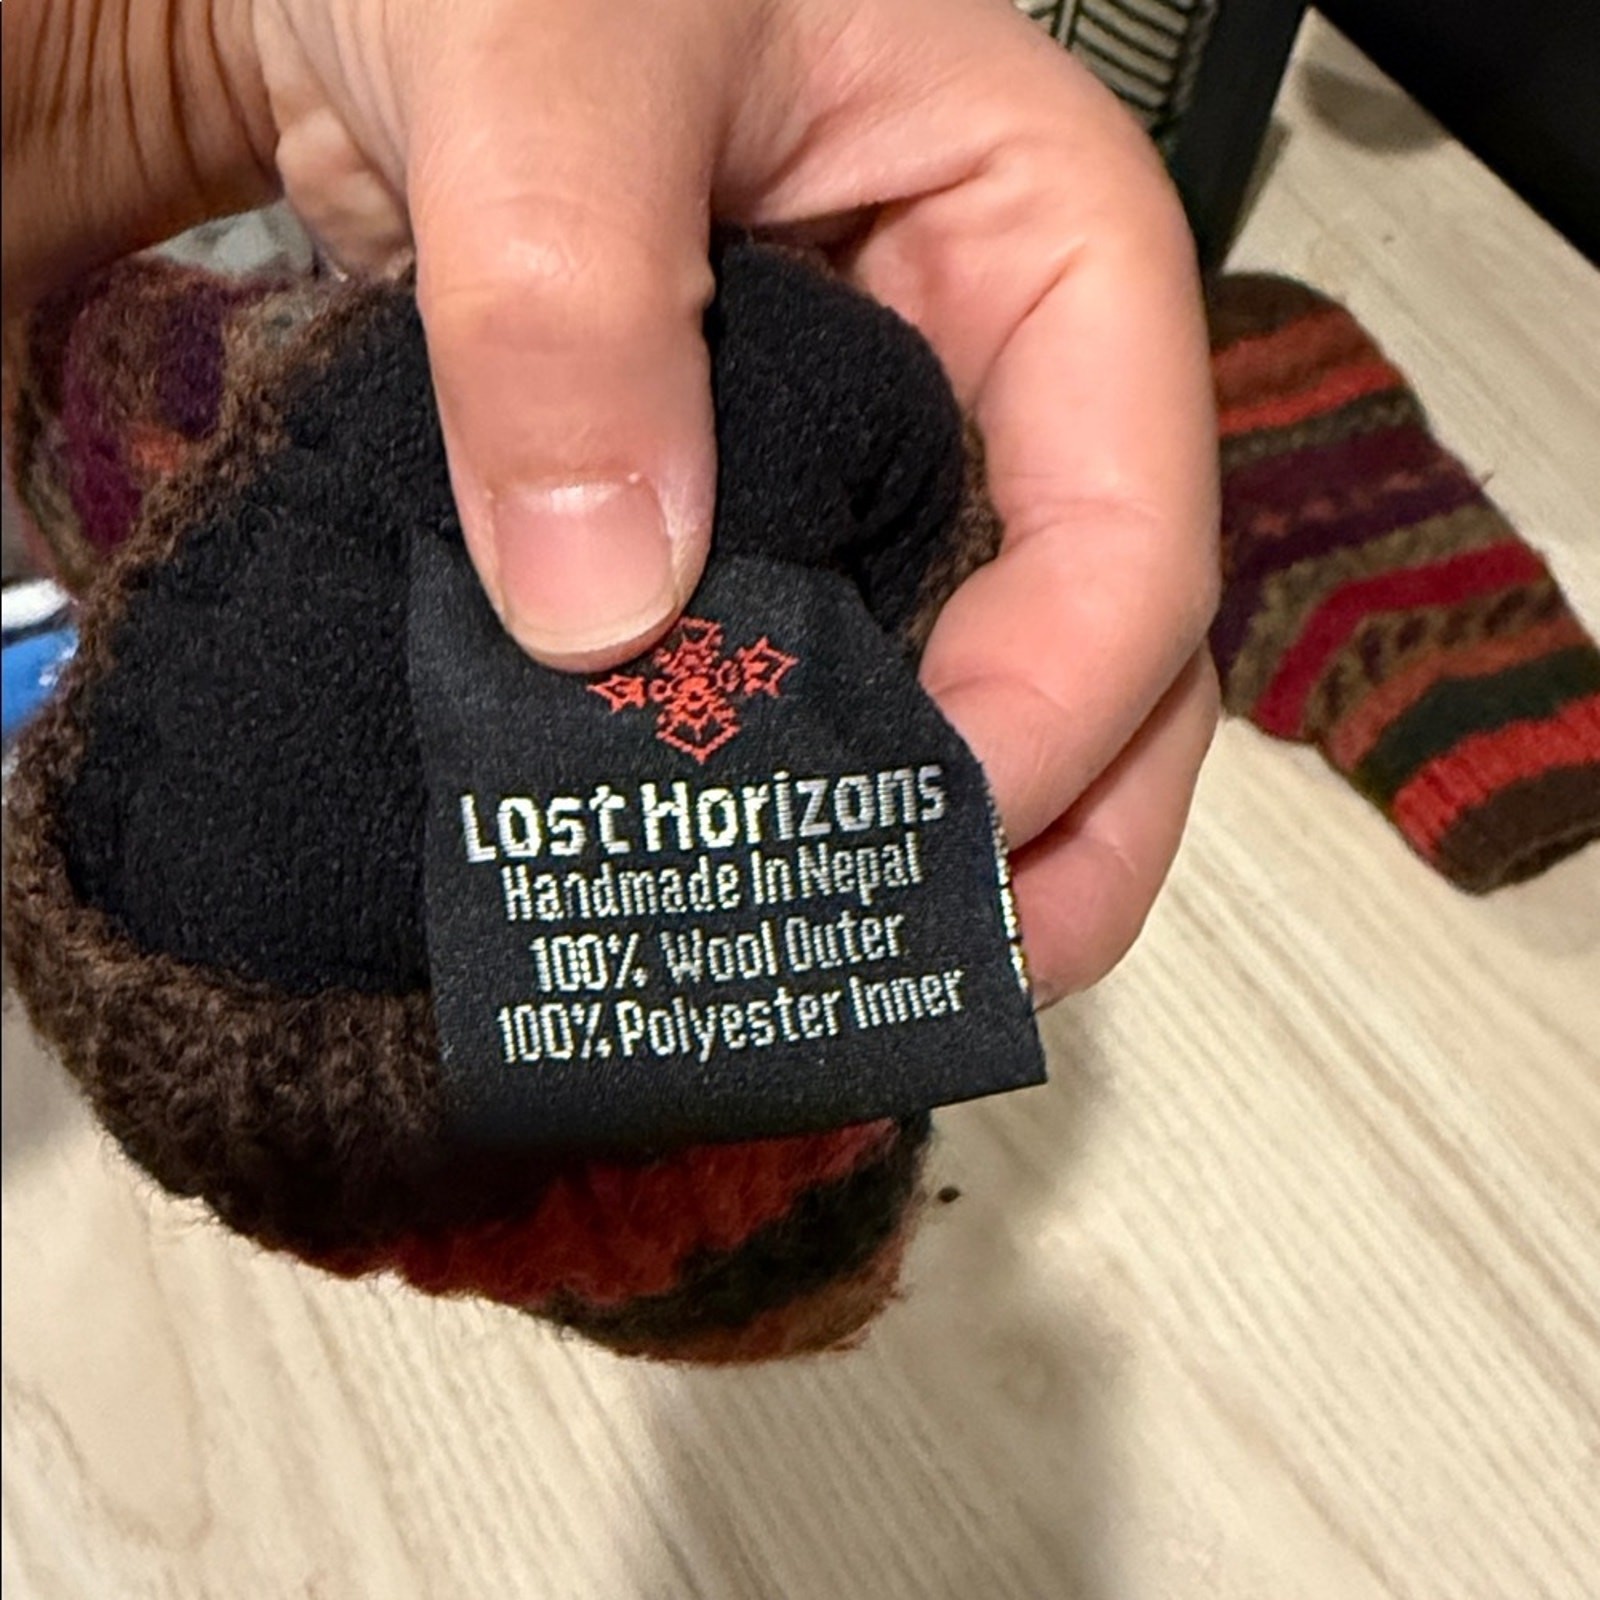 Lost Horizons
Handmade In Nepal
100% Wool Outer
100% Polyester Inner